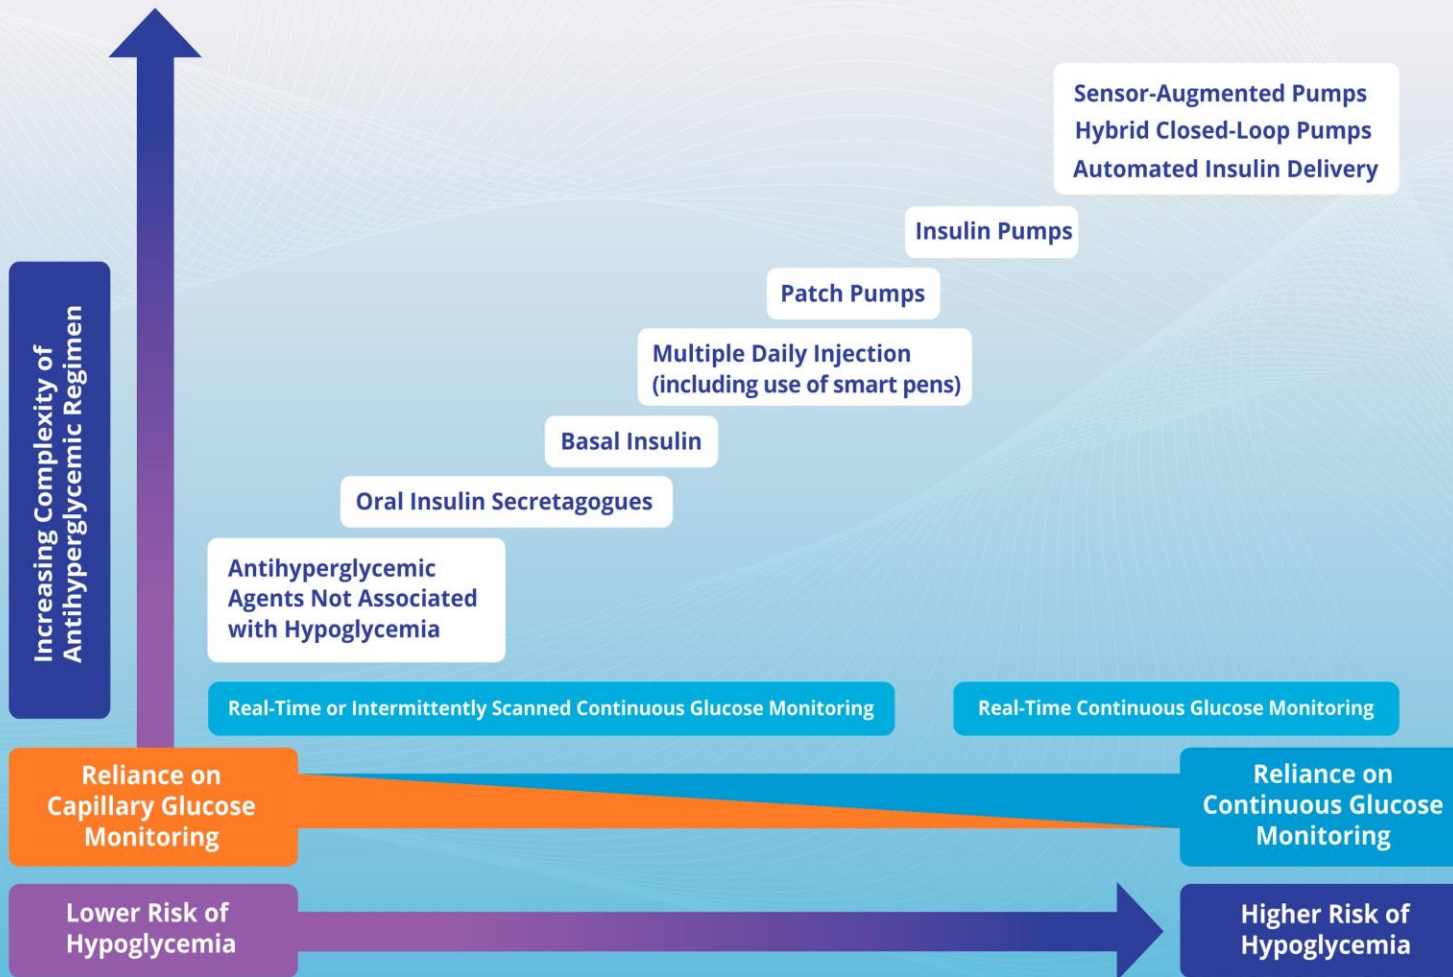 Sensor-Augmented Pumps
Hybrid Closed-Loop Pumps
Automated Insulin Delivery
Insulin Pumps
Patch Pumps
Multiple Daily Injection
(including use of smart pens)
Basal Insulin
Oral Insulin Secretagogues
Antihyperglycemic
Agents Not Associated
with Hypoglycemia
Increasing Complexity of
Antihyperglycemic Regimen
Real-Time or Intermittently Scanned Continuous Glucose Monitoring
Real-Time Continuous Glucose Monitoring
Reliance on
Capillary Glucose
Monitoring
Reliance on
Continuous Glucose
Monitoring
Lower Risk of
Hypoglycemia
Higher Risk of
Hypoglycemia